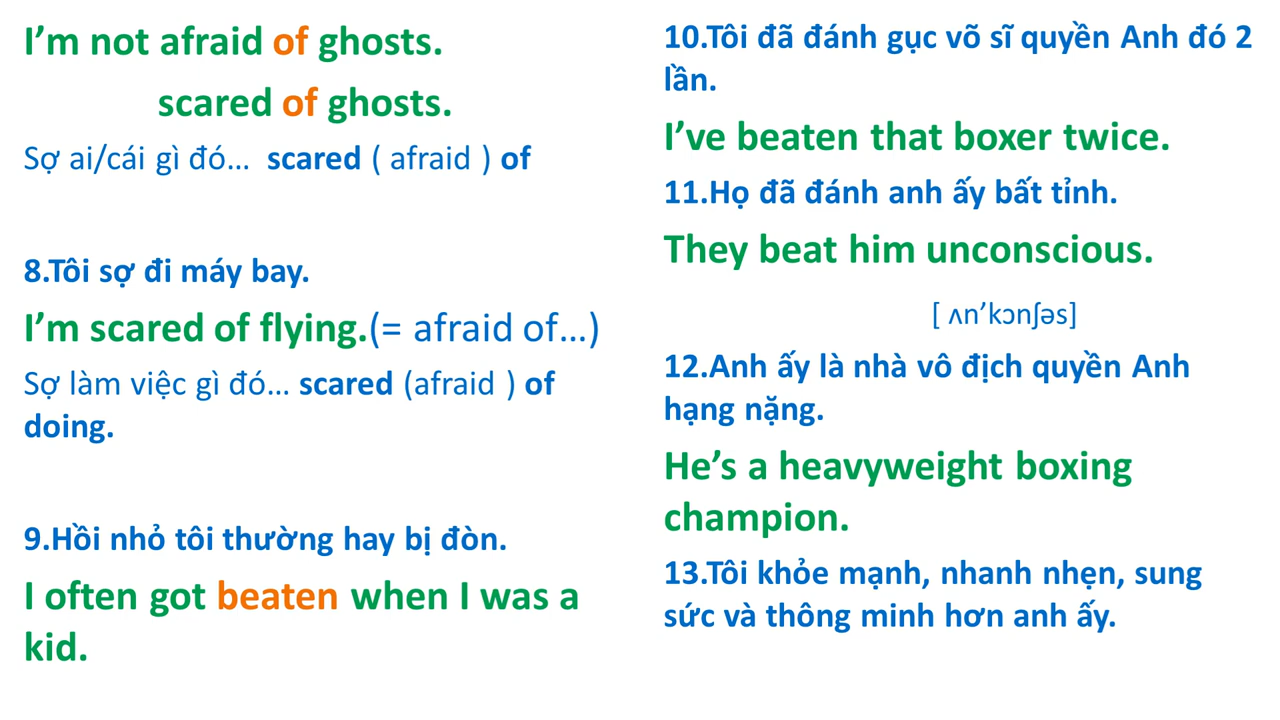 I’m not afraid of ghosts.
scared of ghosts.
Sợ ai/cái gì đó… scared ( afraid ) of
8.Tôi sợ đi máy bay.
I’m scared of flying.(= afraid of…)
Sợ làm việc gì đó… scared (afraid ) of
doing.
9.Hồi nhỏ tôi thường hay bị đòn.
I often got beaten when I was a
kid.
10.Tôi đã đánh gục võ sĩ quyền Anh đó 2
lần.
I’ve beaten that boxer twice.
11.Họ đã đánh anh ấy bất tỉnh.
They beat him unconscious.
[ ʌn’kɔnʃəs]
12.Anh ấy là nhà vô địch quyền Anh
hạng nặng.
He’s a heavyweight boxing
champion.
13.Tôi khỏe mạnh, nhanh nhẹn, sung
sức và thông minh hơn anh ấy.